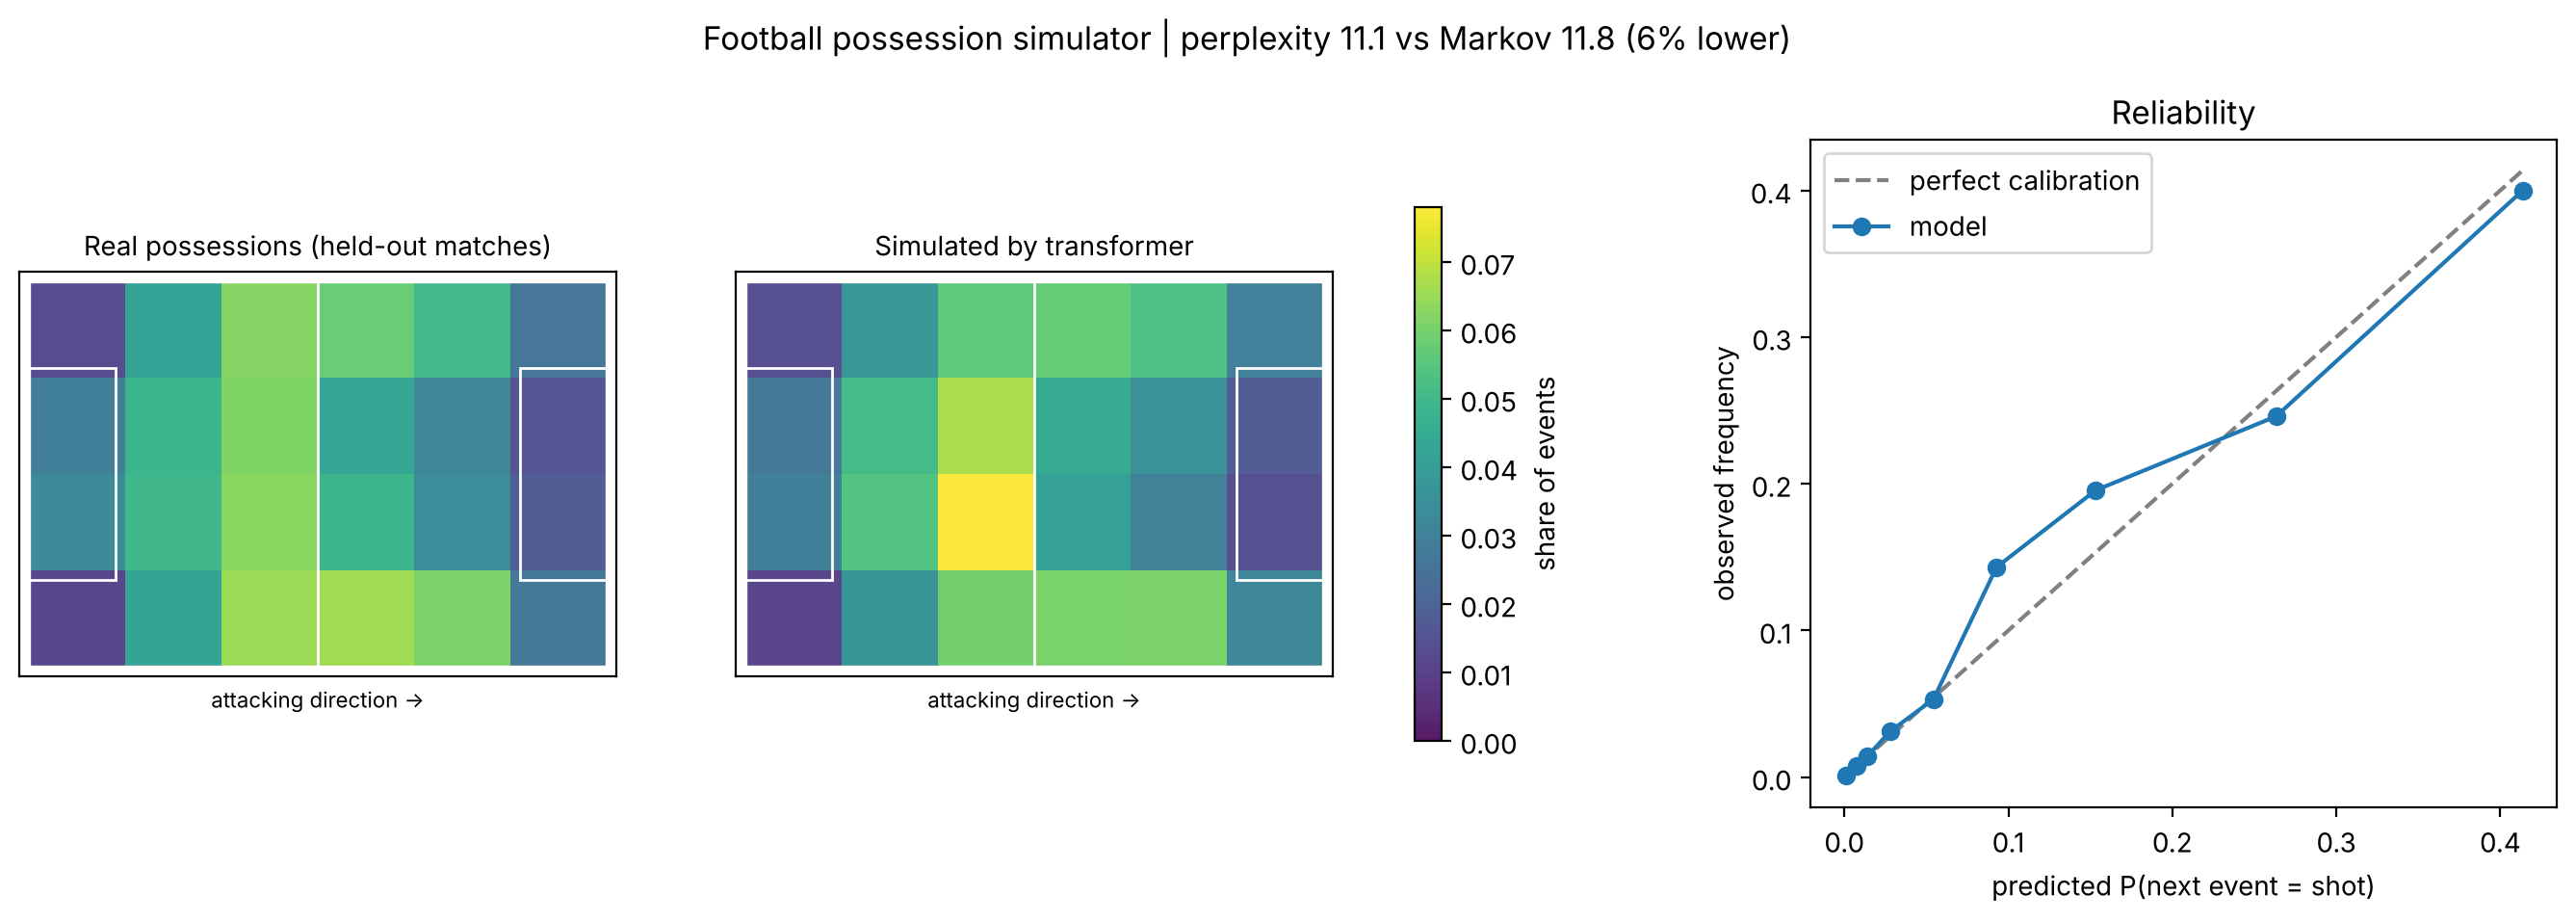 Football possession simulator | perplexity 11.1 vs Markov 11.8 (6% lower)
Real possessions (held-out matches)
attacking direction →
Simulated by transformer
attacking direction →
0.07
0.06
0.05
0.04
0.03
0.02
0.01
0.00
share of events
Reliability
perfect calibration
model
0.4
0.3
0.2
0.1
0.0
observed frequency
0.0 0.1 0.2 0.3 0.4
predicted P(next event = shot)